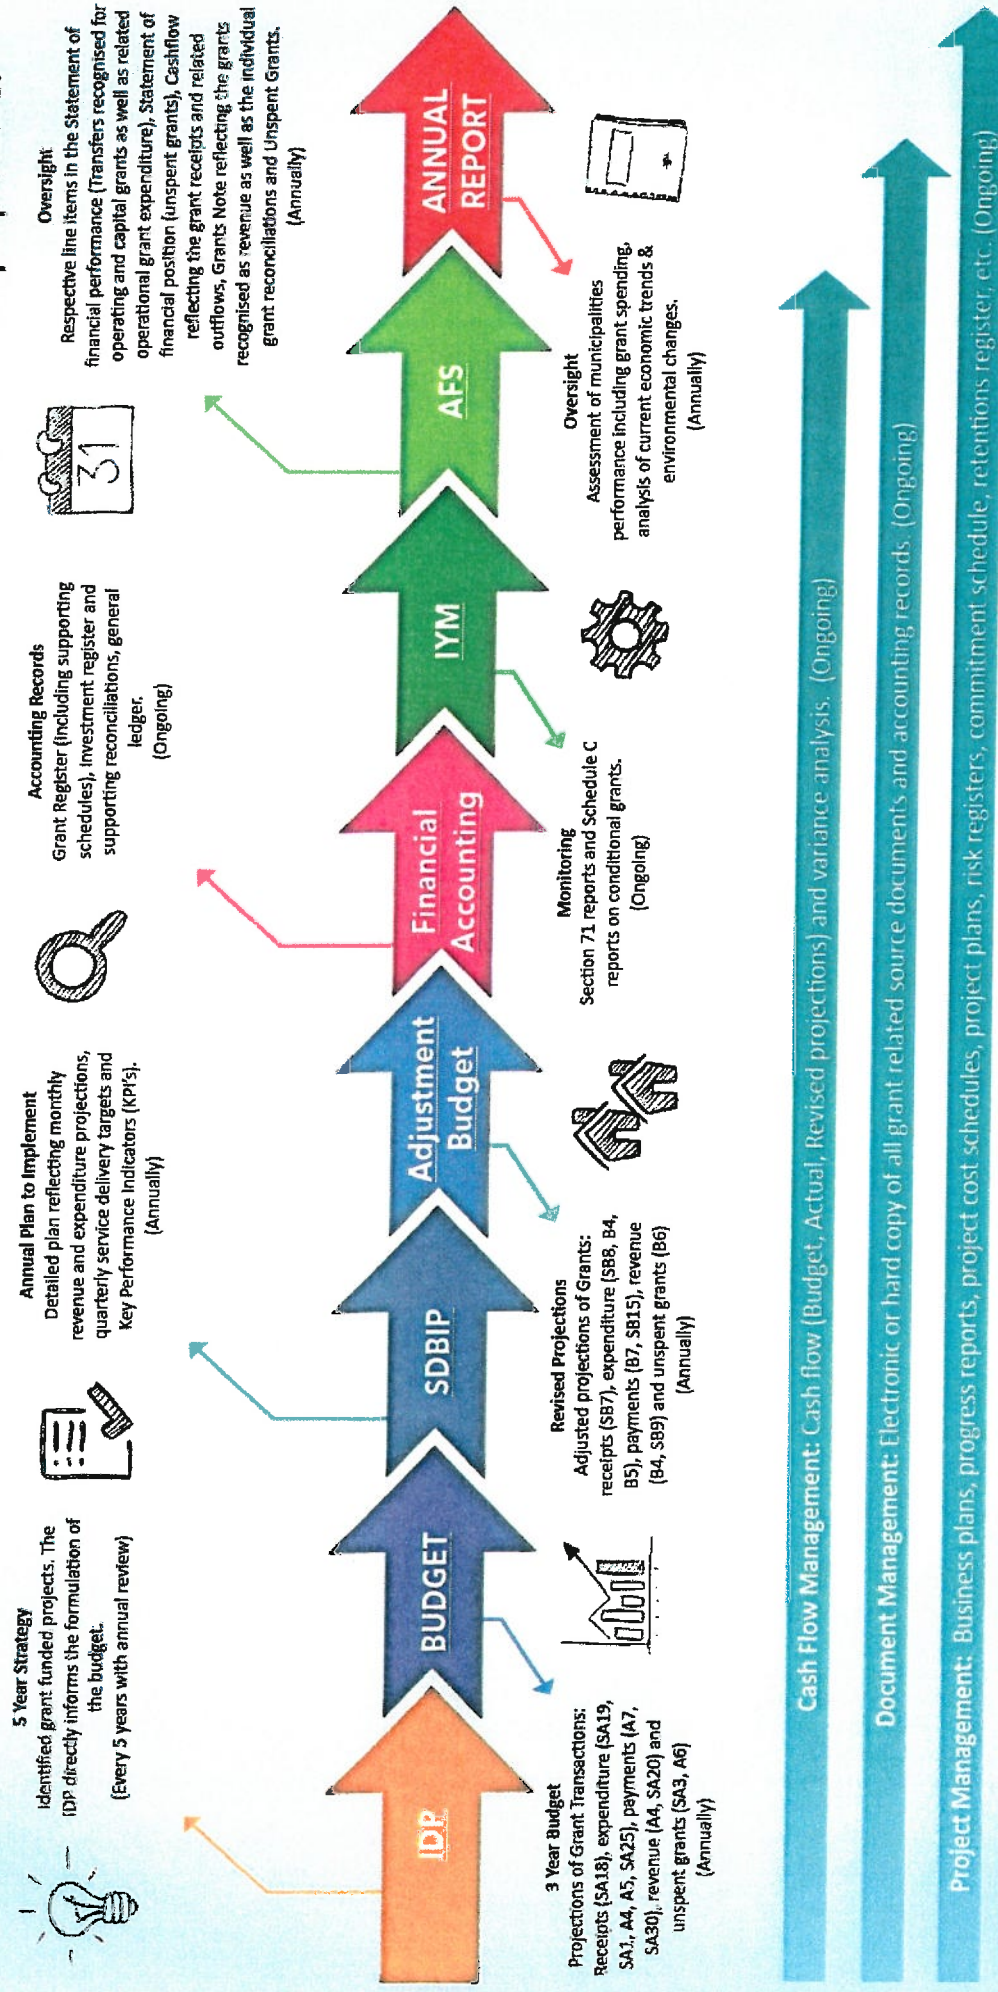 5 Year Strategy
Identified grant funded projects. The
IDP directly informs the formulation of
the budget.
(Every 5 years with annual review)
Annual Plan to Implement
Detailed plan reflecting monthly
revenue and expenditure projections,
quarterly service delivery targets and
Key Performance Indicators (KPI's).
(Annually)
Accounting Records
Grant Register (including supporting
schedules), investment register and
supporting reconciliations, general
ledger.
(Ongoing)
31
Oversight
Respective line items in the Statement of
financial performance (Transfers recognised for
operating and capital grants as well as related
operational grant expenditure), Statement of
financial position (unspent grants), Cashflow
reflecting the grant receipts and related
outflows, Grants Note reflecting the grants
recognised as revenue as well as the individual
grant reconciliations and Unspent Grants.
(Annually)
IDP
BUDGET
SDBIP
Adjustment
Budget
Financial
Accounting
IYM
AFS
ANNUAL
REPORT
3 Year Budget
Projections of Grant Transactions:
Receipts (SA18), expenditure (SA19,
SA1, A4, A5, SA25), payments (A7,
SA30), revenue (A4, SA20) and
unspent grants (SA3, A6)
(Annually)
Revised Projections
Adjusted projections of Grants:
receipts (SB7), expenditure (SB8, B4,
B5), payments (B7, SB15), revenue
(B4, SB9) and unspent grants (B6)
(Annually)
Monitoring
Section 71 reports and Schedule C
reports on conditional grants.
(Ongoing)
Oversight
Assessment of municipalities
performance including grant spending,
analysis of current economic trends &
environmental changes.
(Annually)
Cash Flow Management: Cash flow (Budget, Actual, Revised projections) and variance analysis. (Ongoing)
Document Management: Electronic or hard copy of all grant related source documents and accounting records. (Ongoing)
Project Management: Business plans, progress reports, project cost schedules, project plans, risk registers, commitment schedule, retentions register, etc. (Ongoing)